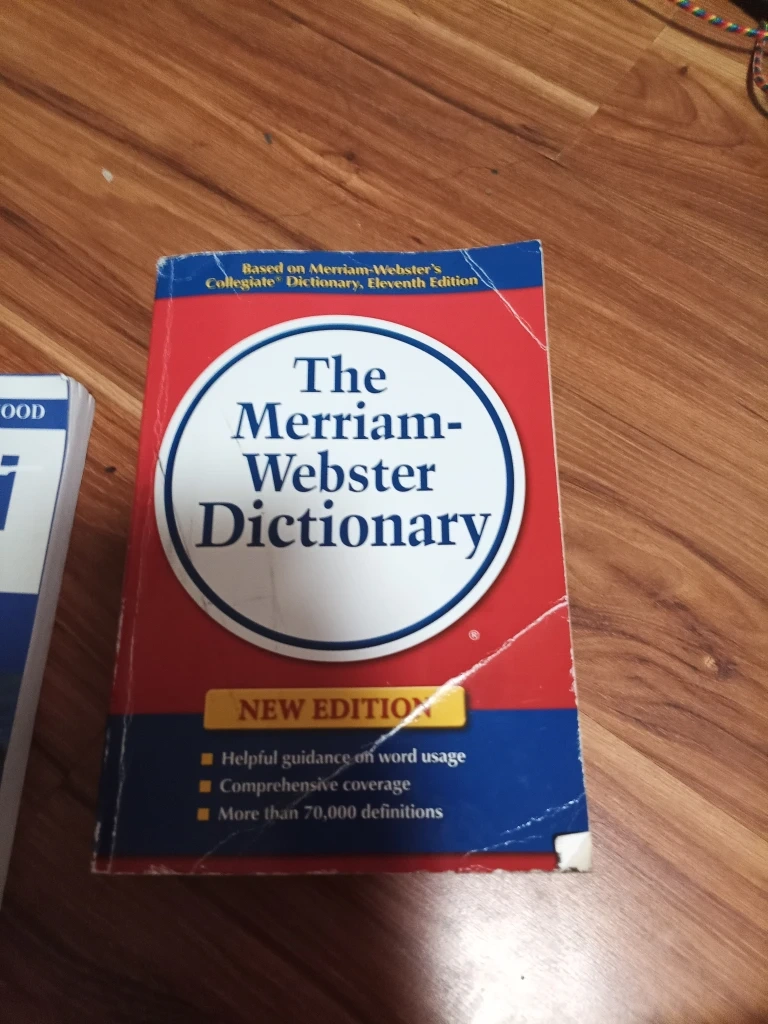 Based on Merriam-Webster's
Collegiate® Dictionary, Eleventh Edition
The
Merriam-
Webster
Dictionary
®
NEW EDITION
Helpful guidance on word usage
Comprehensive coverage
More than 70,000 definitions
OOD
i